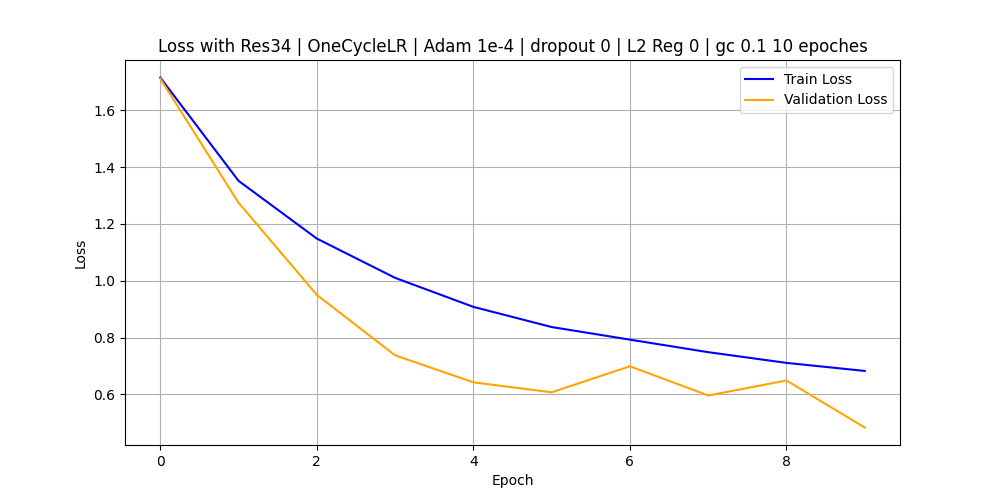 Loss with Res34 | OneCycleLR | Adam 1e-4 | dropout 0 | L2 Reg 0 | gc 0.1 10 epoches
Train Loss
Validation Loss
1.6
1.4
1.2
1.0
0.8
0.6
Loss
0 2 4 6 8
Epoch